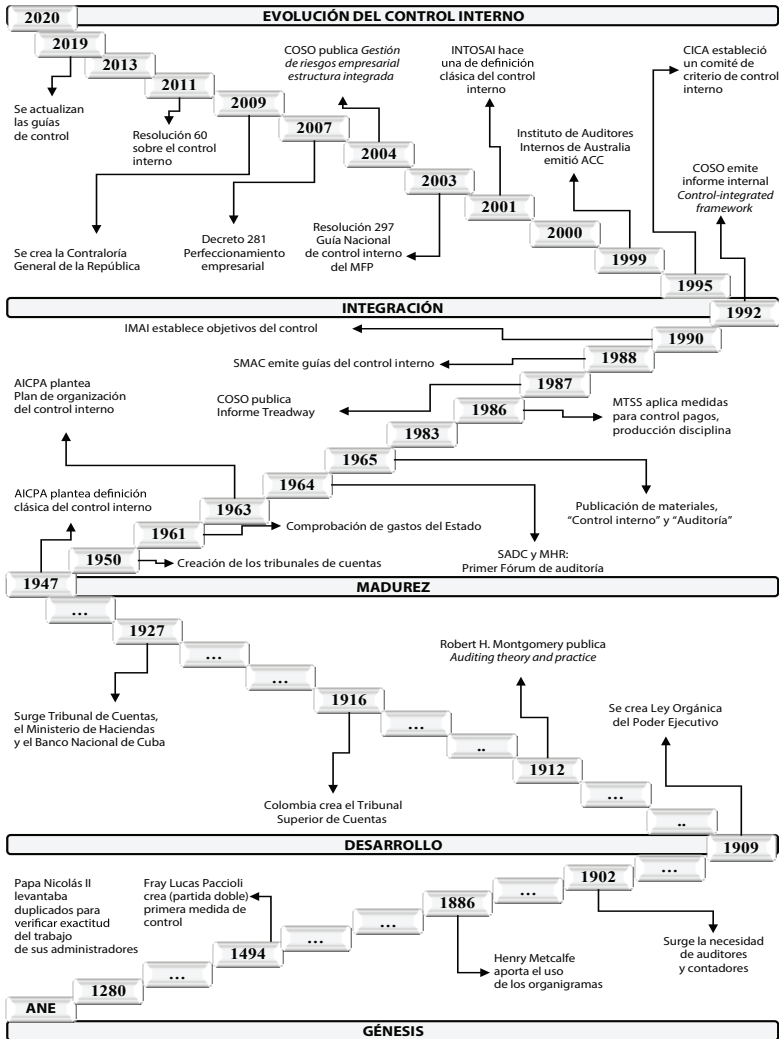 EVOLUCIÓN DEL CONTROL INTERNO
2020
2019
2013
2011
2009
2007
2004
2003
2001
2000
1999
1995
1992
Se actualizan
las guías
de control
Resolución 60
sobre el control
interno
Se crea la Contraloría
General de la República
COSO publica Gestión
de riesgos empresarial
estructura integrada
Decreto 281
Perfeccionamiento
empresarial
Resolución 297
Guía Nacional
de control interno
del MFP
INTOSAI hace
una de definición
clásica del control
interno
Instituto de Auditores
Internos de Australia
emitió ACC
CICA estableció
un comité de
criterio de control
interno
COSO emite
informe internal
Control-integrated
framework
INTEGRACIÓN
IMAI establece objetivos del control
1990
SMAC emite guías del control interno
1988
COSO publica
Informe Treadway
1987
1986
MTSS aplica medidas
para control pagos,
producción disciplina
1983
AICPA plantea
Plan de organización
del control interno
1965
Publicación de materiales,
“Control interno” y “Auditoría”
1964
SADC y MHR:
Primer Fórum de auditoría
1963
AICPA plantea definición
clásica del control interno
1961
Comprobación de gastos del Estado
1950
Creación de los tribunales de cuentas
1947
MADUREZ
...
1927
...
...
1916
...
..
1912
...
..
1909
Surge Tribunal de Cuentas,
el Ministerio de Haciendas
y el Banco Nacional de Cuba
Colombia crea el Tribunal
Superior de Cuentas
Robert H. Montgomery publica
Auditing theory and practice
Se crea Ley Orgánica
del Poder Ejecutivo
DESARROLLO
Papa Nicolás II
levantaba
duplicados para
verificar exactitud
del trabajo
de sus administradores
Fray Lucas Paccioli
crea (partida doble)
primera medida de
control
...
1902
...
1886
...
...
1494
...
1280
ANE
Henry Metcalfe
aporta el uso
de los organigramas
Surge la necesidad
de auditores
y contadores
GÉNESIS